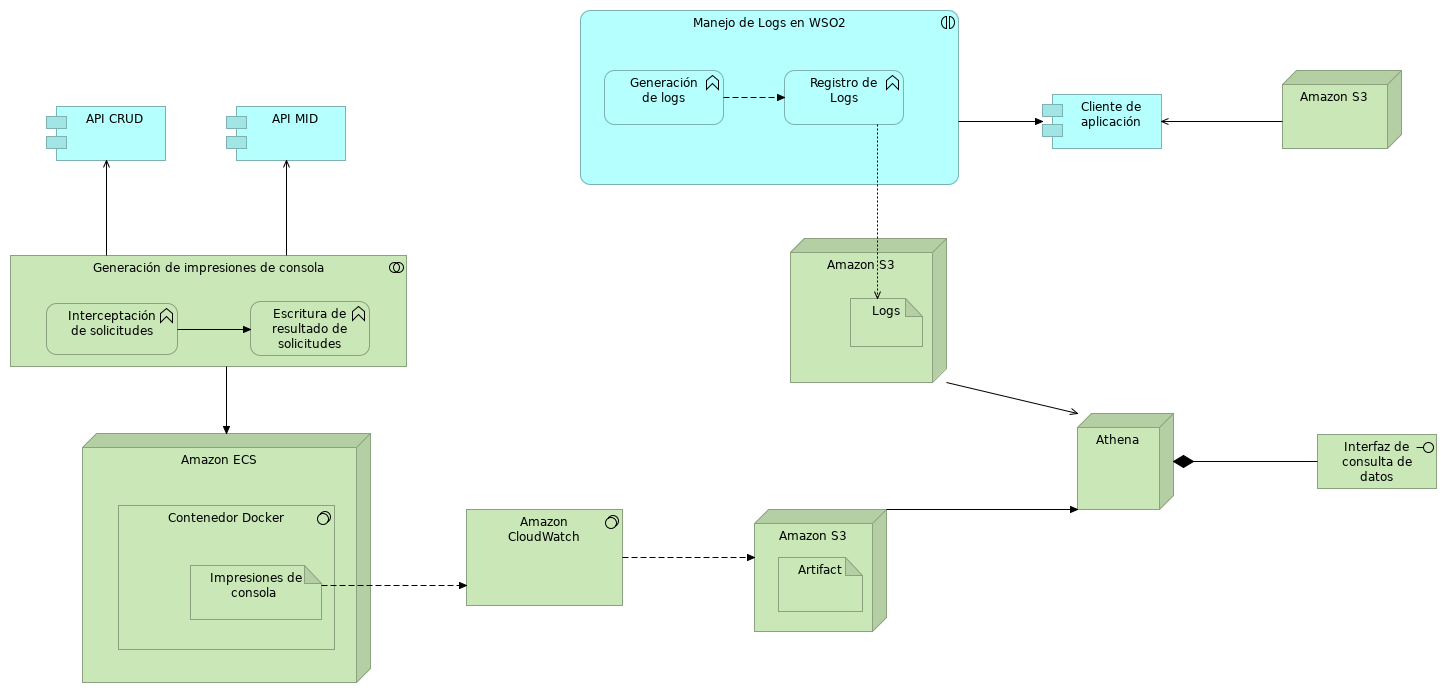 Manejo de Logs en WSO2
Generación
de logs
Registro de
Logs
API CRUD
API MID
Cliente de
aplicación
Amazon S3
Generación de impresiones de consola
Interceptación
de solicitudes
Escritura de
resultado de
solicitudes
Amazon S3
Logs
Athena
Interfaz de
consulta de
datos
Amazon ECS
Contenedor Docker
Impresiones de
consola
Amazon
CloudWatch
Amazon S3
Artifact